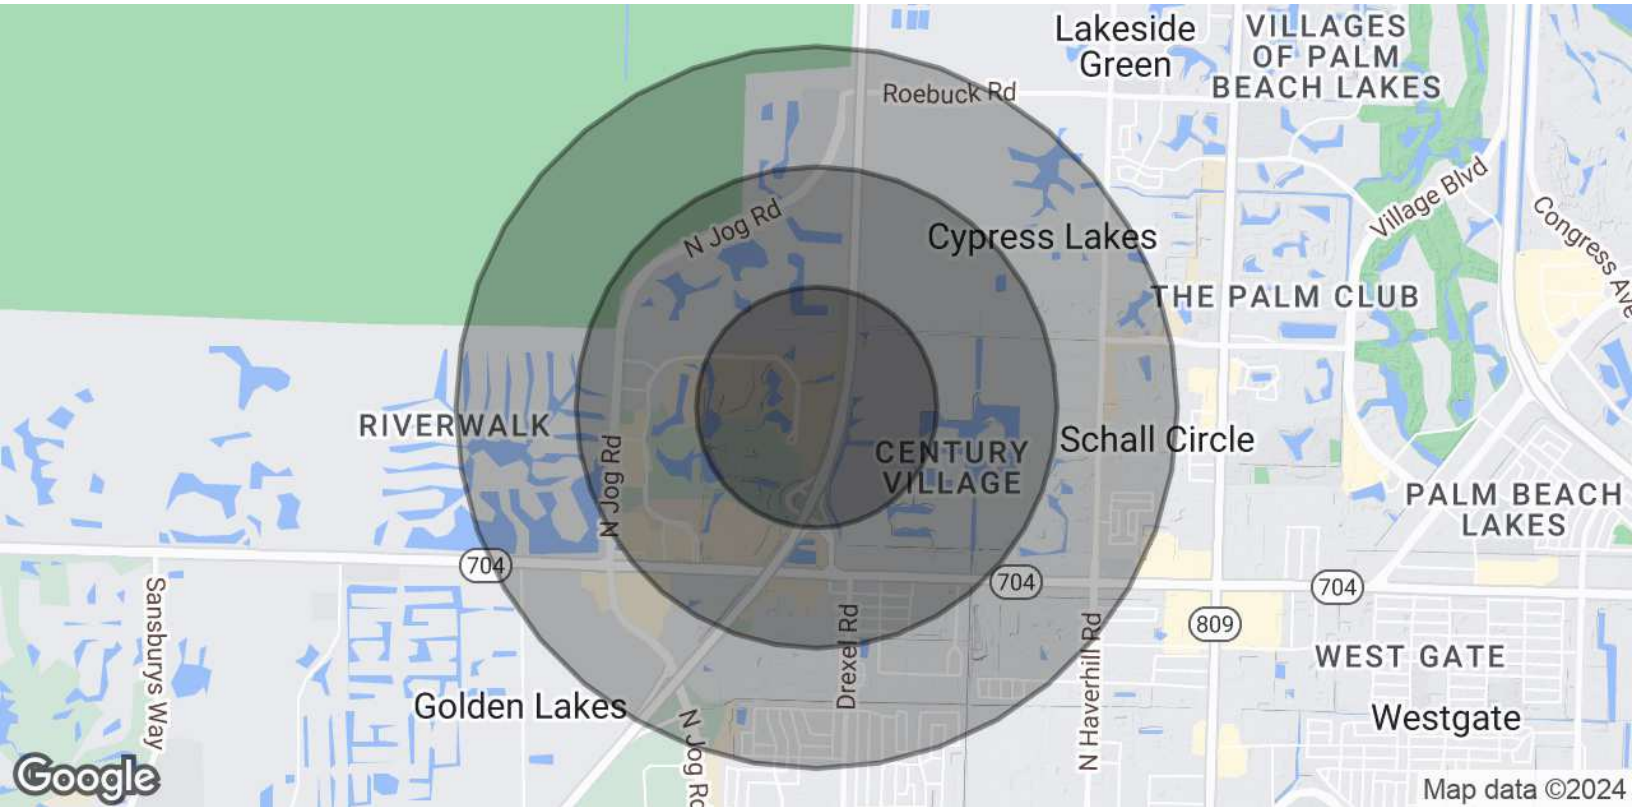 Lakeside
Green
VILLAGES
OF PALM
BEACH LAKES
Roebuck Rd
Village Blvd
Congress Ave
N Jog Rd
Cypress Lakes
THE PALM CLUB
RIVERWALK
N Jog Rd
CENTURY
VILLAGE
Schall Circle
PALM BEACH
LAKES
704
704
704
809
Sansburys Way
Drexel Rd
N Haverhill Rd
WEST GATE
Golden Lakes
N Jog Rd
Westgate
Google
Map data ©2024